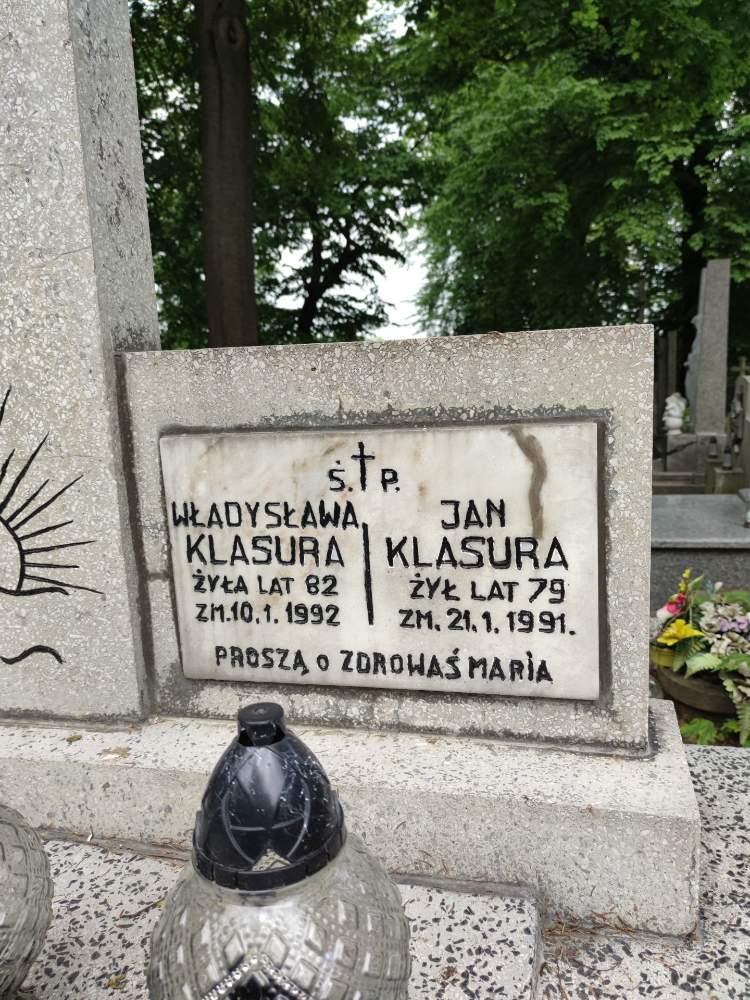 Ś. P.
WŁADYSŁAWA
KLASURA
ŻYŁA LAT 82
ZM.10.1.1992
JAN
KLASURA
ŻYŁ LAT 79
ZM. 21.1.1991.
PROSZĄ o ZDROWAŚ MARiA